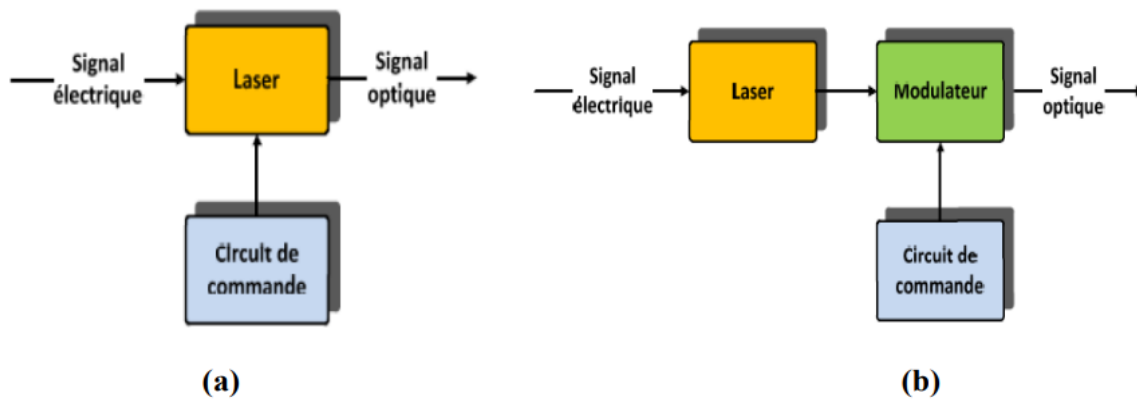 Signal
électrique
Laser
Signal
optique
Circuit de
commande
(a)
Signal
électrique
Laser
Modulateur
Signal
optique
Circuit de
commande
(b)